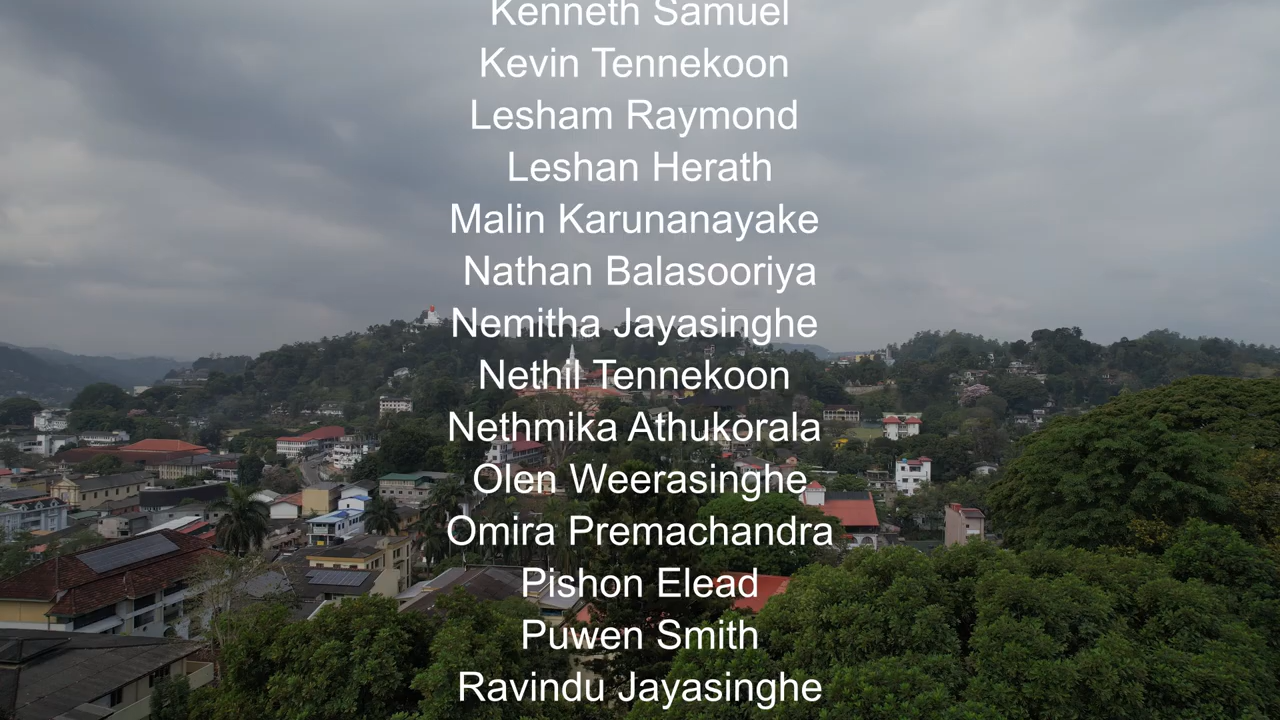 Kenneth Samuel
Kevin Tennekoon
Lesham Raymond
Leshan Herath
Malin Karunanayake
Nathan Balasooriya
Nemitha Jayasinghe
Nethil Tennekoon
Nethmika Athukorala
Olen Weerasinghe
Omira Premachandra
Pishon Elead
Puwen Smith
Ravindu Jayasinghe